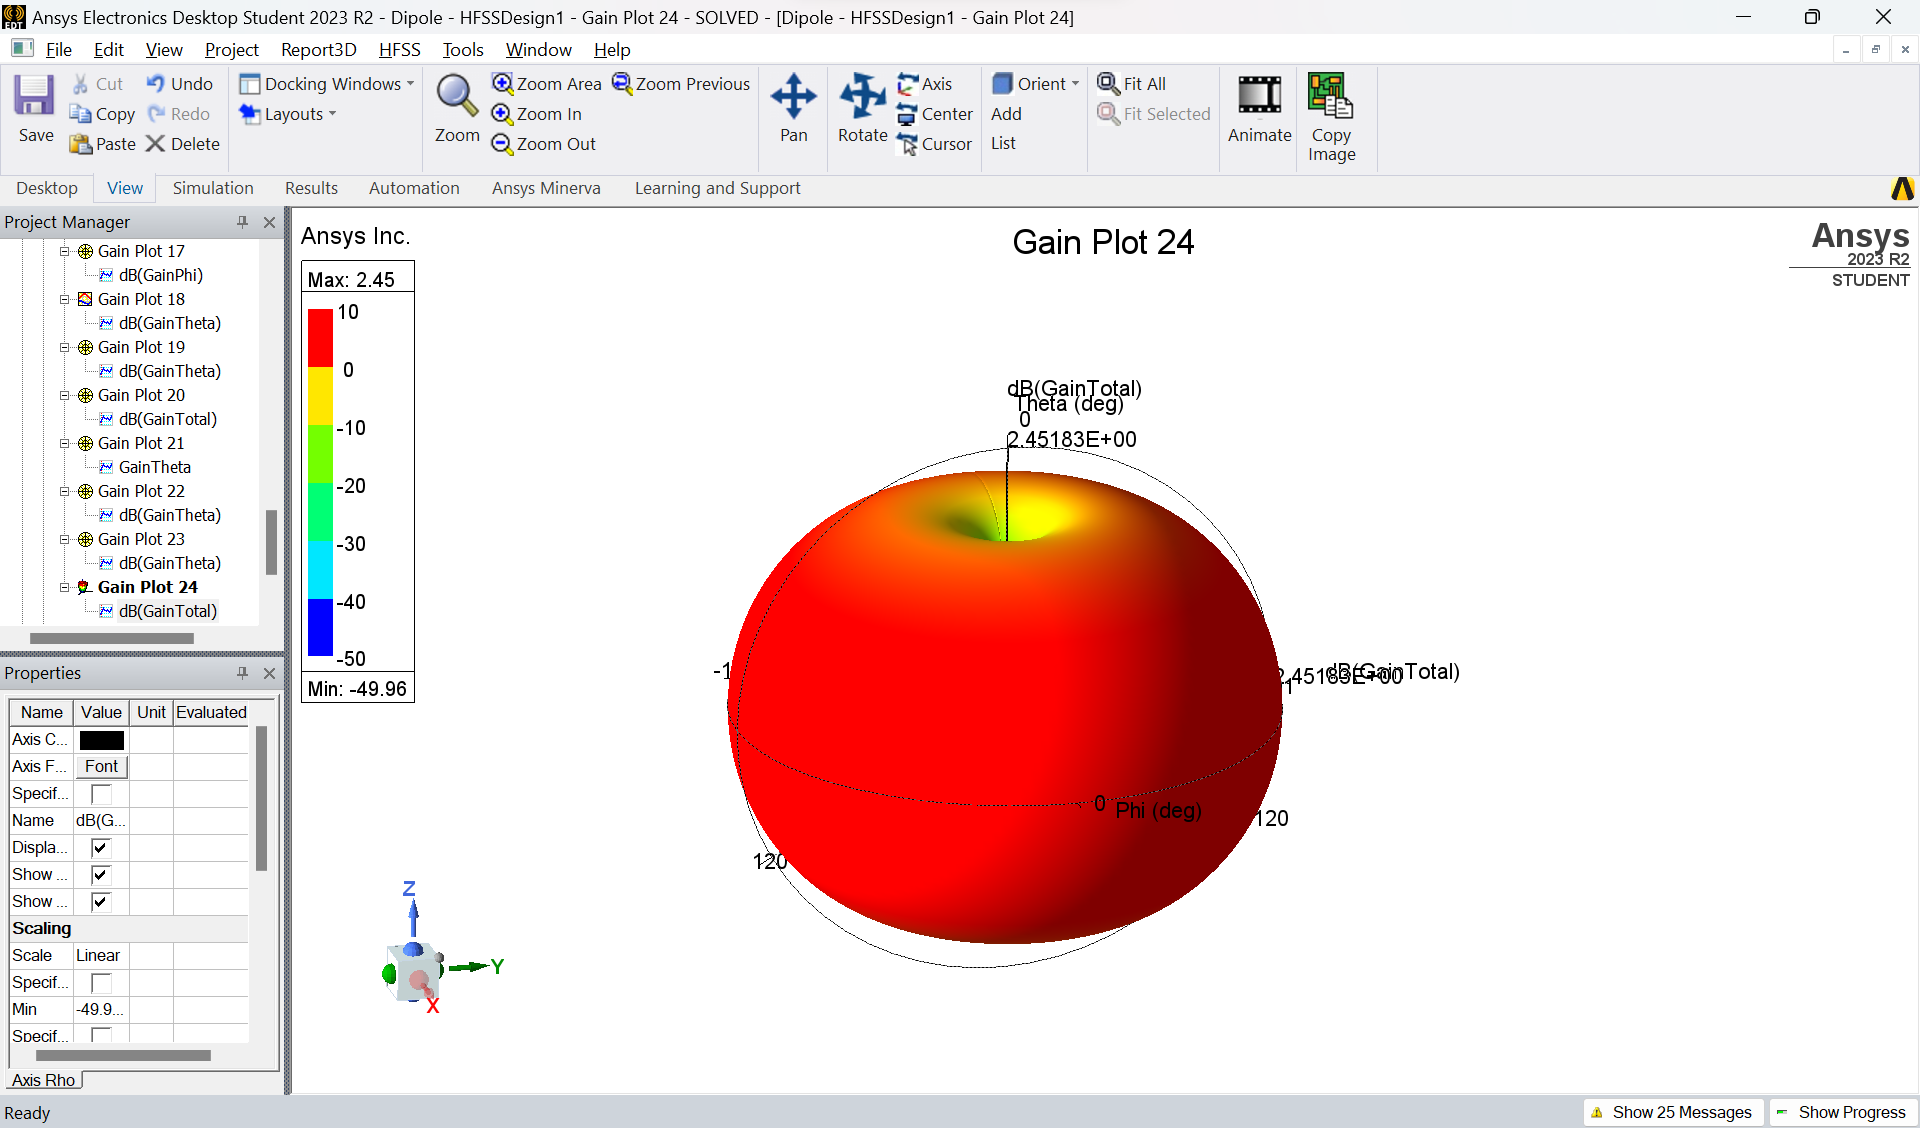 Ansys Electronics Desktop Student 2023 R2 - Dipole - HFSSDesign1 - Gain Plot 24 - SOLVED - [Dipole - HFSSDesign1 - Gain Plot 24]
File Edit View Project Report3D HFSS Tools Window Help
Save
Cut
Copy
Paste
Undo
Redo
Delete
Docking Windows
Layouts
Zoom
Zoom Area
Zoom In
Zoom Out
Zoom Previous
Pan
Rotate
Axis
Center
Cursor
Orient
Add
List
Fit All
Fit Selected
Animate
Copy
Image
Desktop View Simulation Results Automation Ansys Minerva Learning and Support
Project Manager
Gain Plot 17
dB(GainPhi)
Gain Plot 18
dB(GainTheta)
Gain Plot 19
dB(GainTheta)
Gain Plot 20
dB(GainTotal)
Gain Plot 21
GainTheta
Gain Plot 22
dB(GainTheta)
Gain Plot 23
dB(GainTheta)
Gain Plot 24
dB(GainTotal)
Properties
Name Value Unit Evaluated
Axis C...
Axis F... Font
Specif...
Name dB(G...
Displa...
Show ...
Show ...
Scaling
Scale Linear
Specif...
Min -49.9...
Specif...
Axis Rho
Ansys Inc.
Max: 2.45
10
0
-10
-20
-30
-40
-50
Min: -49.96
Gain Plot 24
Ansys
2023 R2
STUDENT
dB(GainTotal)
Theta (deg)
0
2.45183E+00
-1
2.45183E+00
dB(GainTotal)
1
0 Phi (deg)
120
120
Z
Y
X
Ready
Show 25 Messages
Show Progress